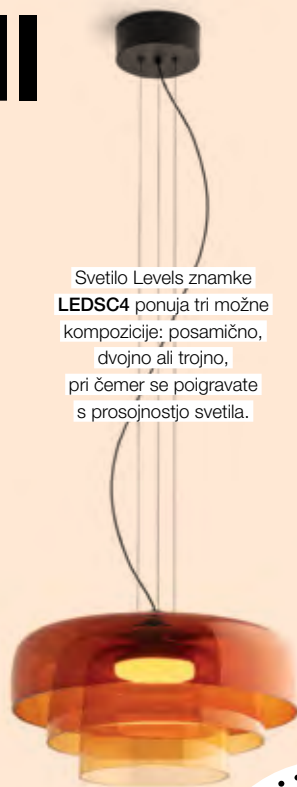 Svetilo Levels znamke
LEDSC4 ponuja tri možne
kompozicije: posamično,
dvojno ali trojno,
pri čemer se poigravate
s prosojnostjo svetila.